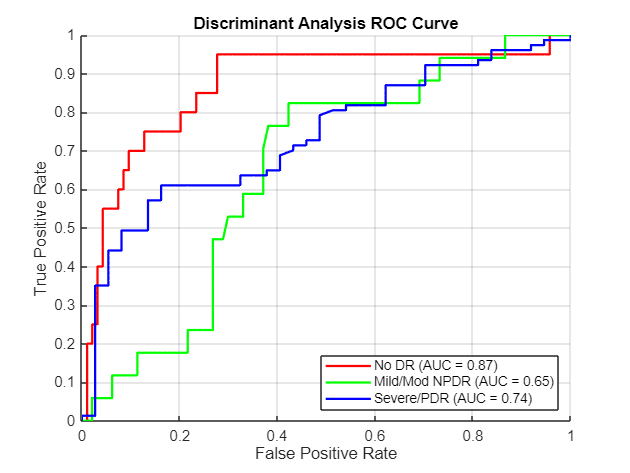 Discriminant Analysis ROC Curve
True Positive Rate
1
0.9
0.8
0.7
0.6
0.5
0.4
0.3
0.2
0.1
0
0
0.2
0.4
0.6
0.8
1
False Positive Rate
No DR (AUC = 0.87)
Mild/Mod NPDR (AUC = 0.65)
Severe/PDR (AUC = 0.74)